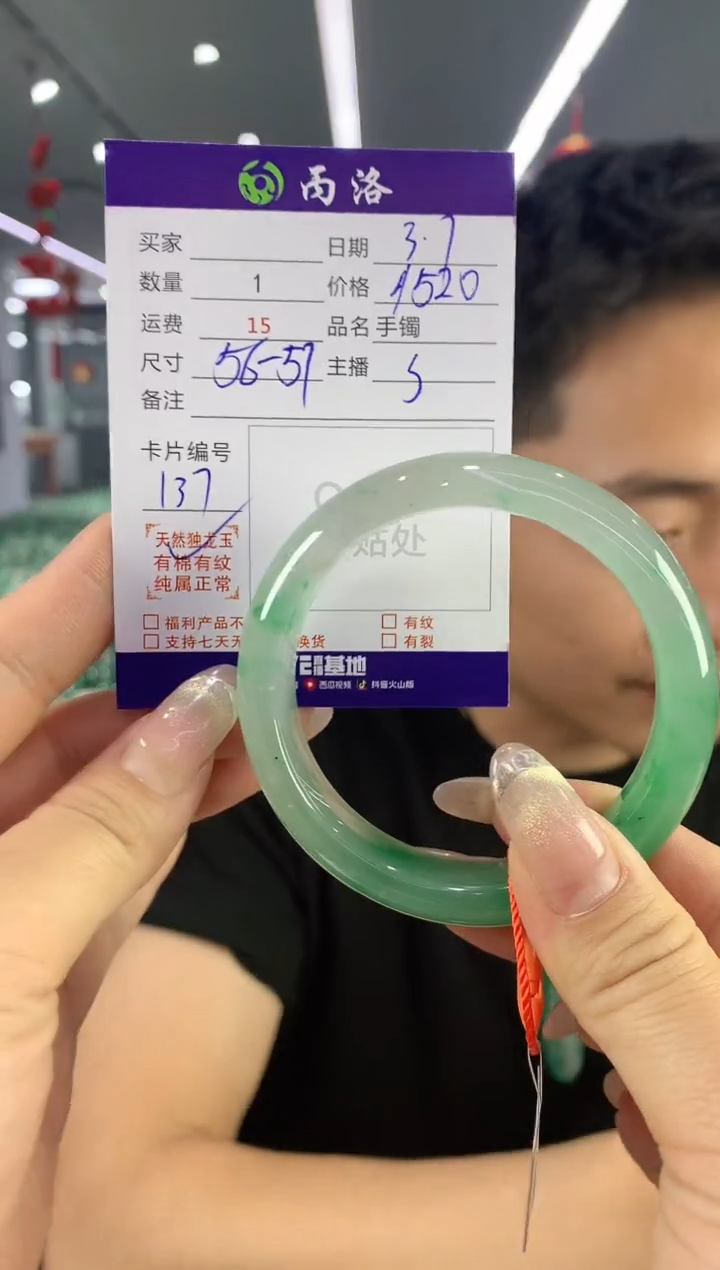 丙洛
买家 日期 3.7
数量 1 价格 1520
运费 15 品名 手镯
尺寸 56-57 主播 S
备注
卡片编号
137
贴处
天然独龙玉
有棉有纹
纯属正常
福利产品不 有纹
支持七天无 换货 有裂
基地
西瓜视频 抖音火山版